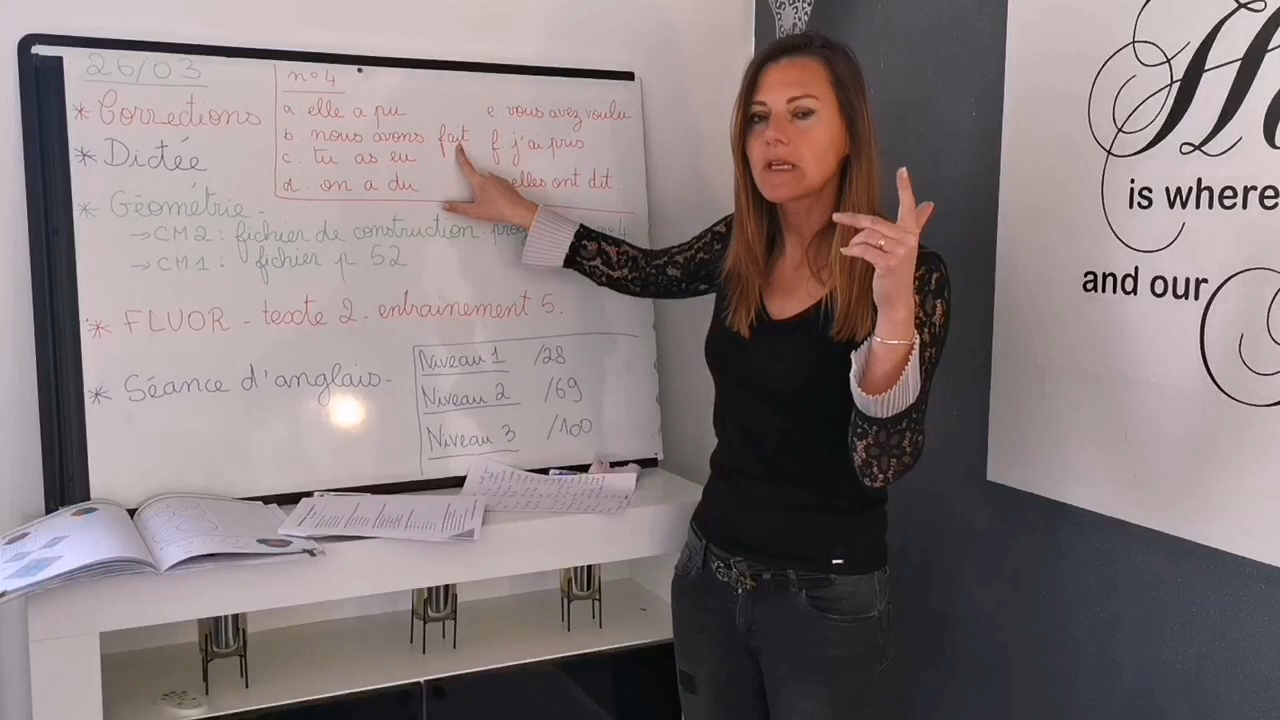 26/03
* Corrections
* Dictée
n°4
a. elle a pu
b. nous avons fait
c. tu as eu
d. on a du
e. vous avez voulu
f. j'ai pris
elles ont dit.
* Géométrie -
→ CM2 : fichier de construction n°4
→ CM1 : fichier p 52
* FLUOR - texte 2 - entrainement 5.
* Séance d'anglais -
Niveau 1 /28
Niveau 2 /69
Niveau 3 /100
is where
and our